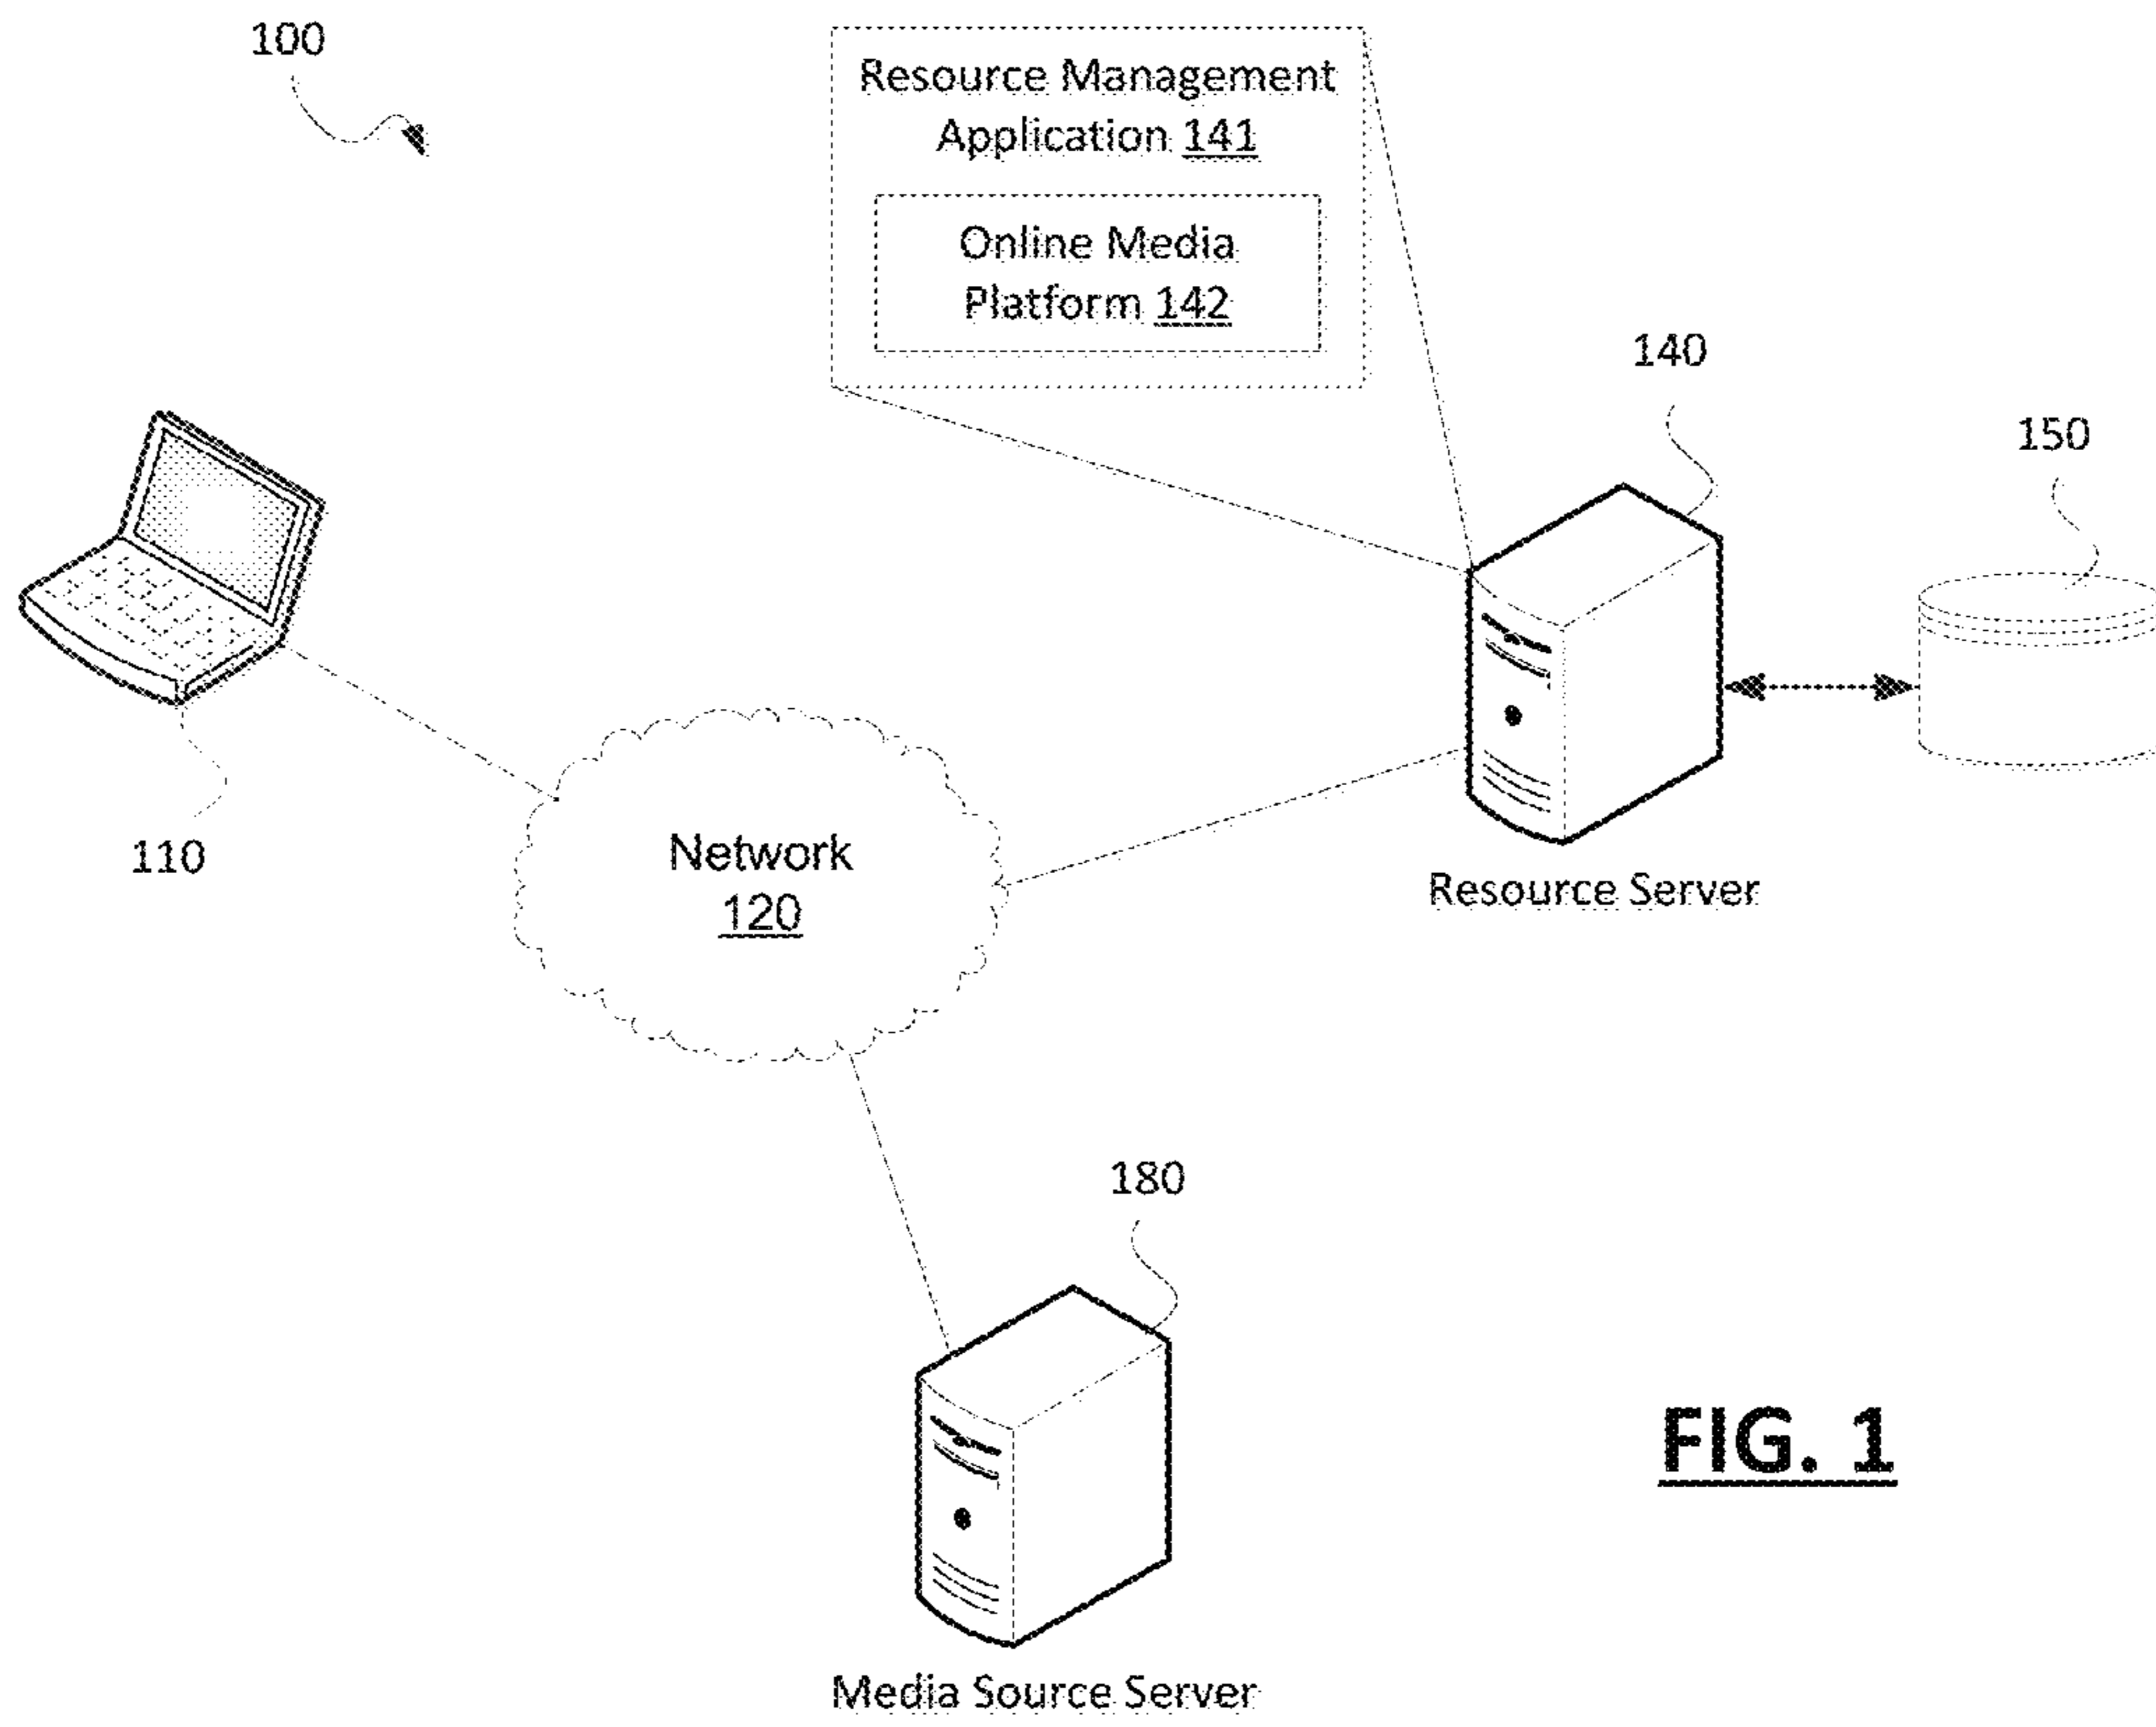 100
Resource Management
Application 141
Online Media
Platform 142
140
150
110
Network
120
Resource Server
180
Media Source Server
FIG. 1